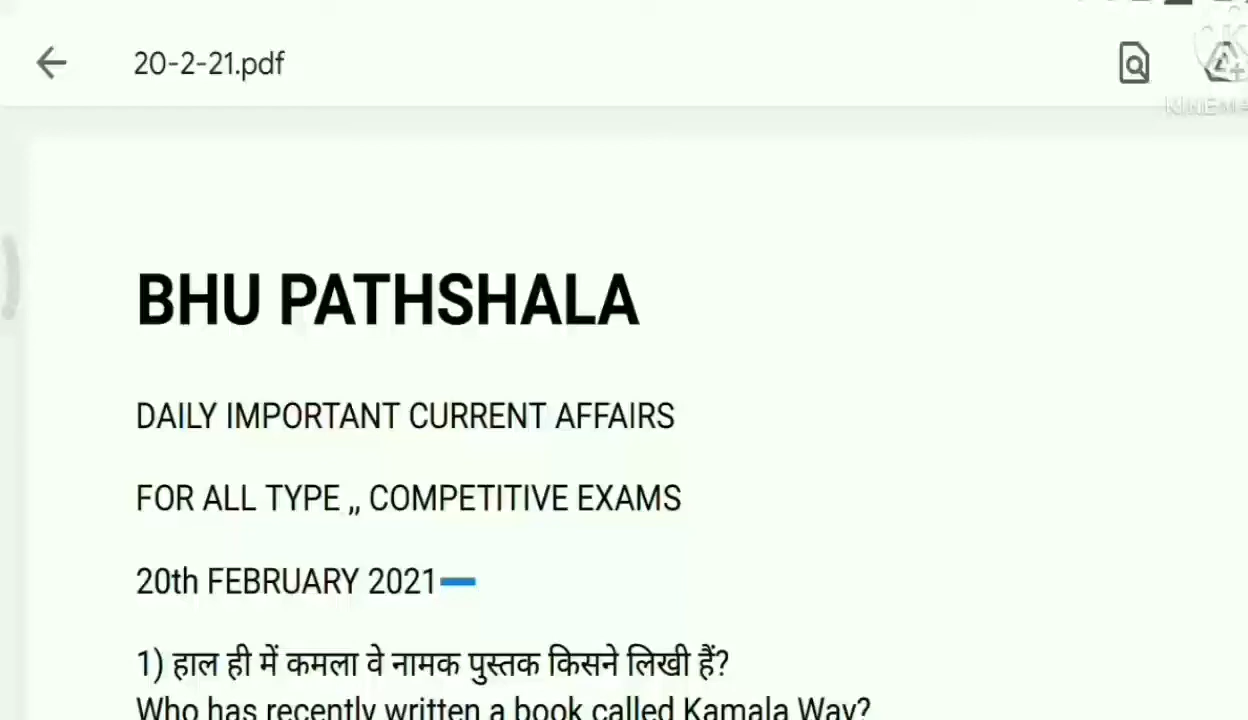 20-2-21.pdf
BHU PATHSHALA
DAILY IMPORTANT CURRENT AFFAIRS
FOR ALL TYPE ,, COMPETITIVE EXAMS
20th FEBRUARY 2021
1) हाल ही में कमला वे नामक पुस्तक किसने लिखी हैं?
Who has recently written a book called Kamala Way?